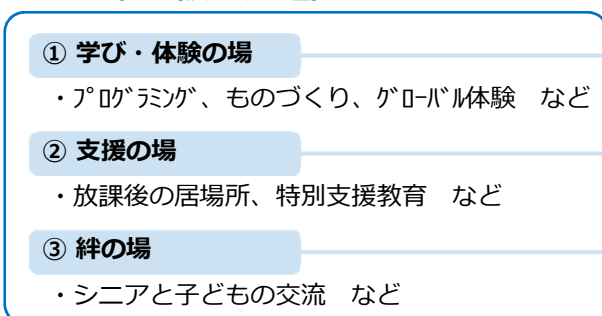 ① 学び・体験の場
・ﾌﾟﾛｸﾞﾗﾐﾝｸﾞ、ものづくり、ｸﾞﾛｰﾊﾞﾙ体験　など
② 支援の場
・放課後の居場所、特別支援教育　など
③ 絆の場
・シニアと子どもの交流　など